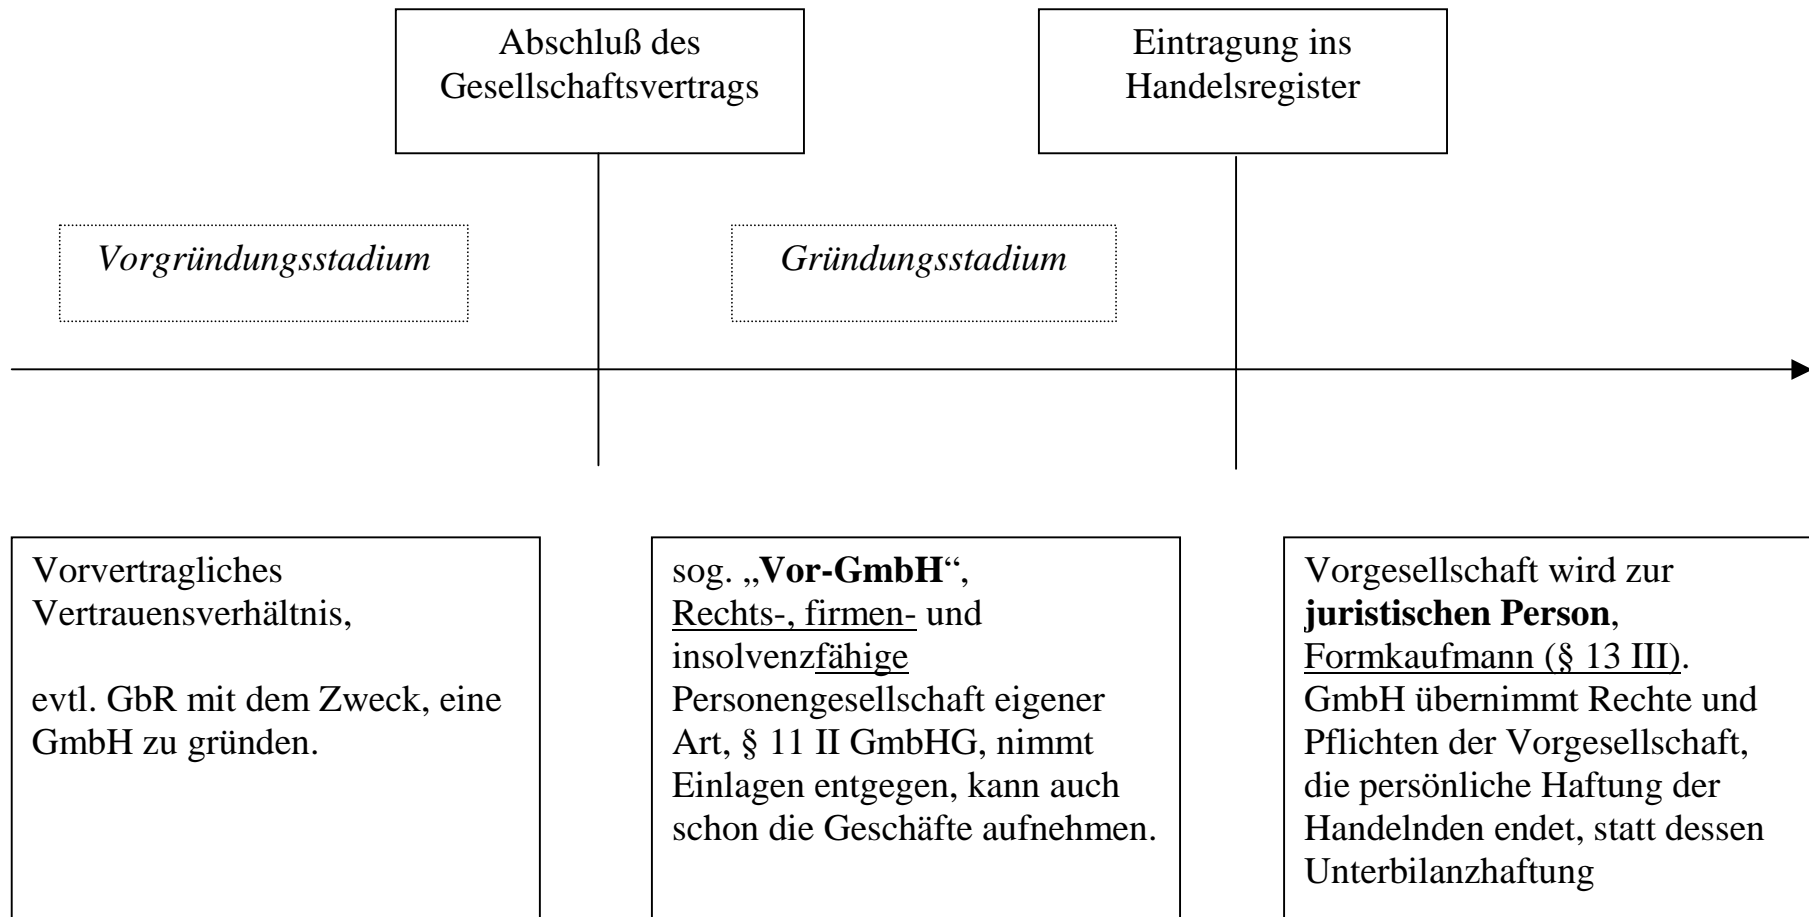 Abschluß des
Gesellschaftsvertrags
Eintragung ins
Handelsregister
Vorgründungsstadium
Gründungsstadium
Vorvertragliches
Vertrauensverhältnis,
evtl. GbR mit dem Zweck, eine
GmbH zu gründen.
sog. „Vor-GmbH“,
Rechts-, firmen- und
insolvenzfähige
Personengesellschaft eigener
Art, § 11 II GmbHG, nimmt
Einlagen entgegen, kann auch
schon die Geschäfte aufnehmen.
Vorgesellschaft wird zur
juristischen Person,
Formkaufmann (§ 13 III).
GmbH übernimmt Rechte und
Pflichten der Vorgesellschaft,
die persönliche Haftung der
Handelnden endet, statt dessen
Unterbilanzhaftung